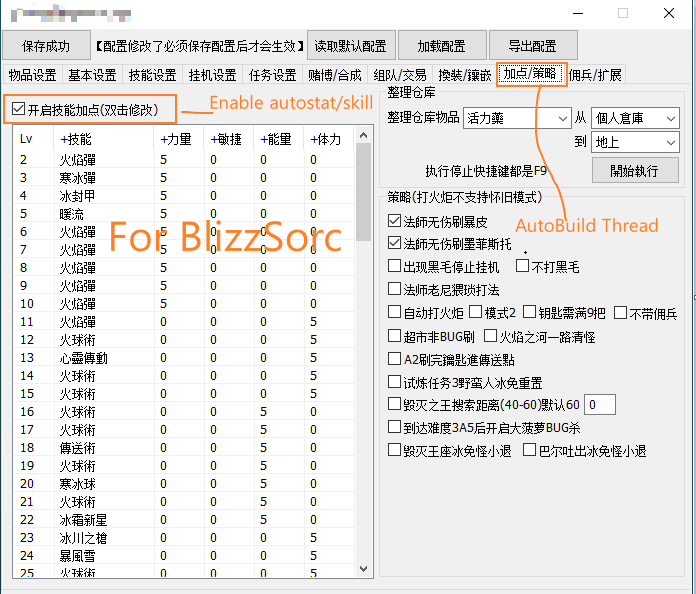 保存成功 【配置修改了必须保存配置后才会生效】 读取默认配置 加载配置 导出配置
物品设置 基本设置 技能设置 挂机设置 任务设置 赌博/合成 组队/交易 換裝/鑲嵌 加点/策略 佣兵/扩展
开启技能加点(双击修改)
Enable autostat/skill
Lv +技能 +力量 +敏捷 +能量 +体力
2 火焰彈 5 0 0 0
3 寒冰彈 5 0 0 0
4 冰封甲 5 0 0 0
5 暖流 5 0 0 0
6 火焰彈 5 0 0 0
7 火焰彈 5 0 0 0
8 火焰彈 5 0 0 0
9 火焰彈 5 0 0 0
10 火焰彈 5 0 0 0
11 火焰彈 0 0 0 5
12 火球術 0 0 0 5
13 心靈傳動 0 0 0 5
14 火球術 0 0 0 5
15 火球術 0 0 0 5
16 火球術 0 0 5 0
17 火球術 0 0 5 0
18 傳送術 0 0 5 0
19 火球術 0 0 5 0
20 寒冰球 0 0 5 0
21 火球術 0 0 5 0
22 冰霜新星 0 0 5 0
23 冰川之槍 0 0 0 5
24 暴風雪 0 0 0 5
25 火球術 0 0 0 5
For BlizzSorc
整理仓库
整理仓库物品 活力藥 从 個人倉庫
到 地上
执行停止快捷键都是F9 開始執行
策略(打火炬不支持怀旧模式)
法師无伤刷暴皮
AutoBuild Thread
法師无伤刷墨菲斯托
出现黑毛停止挂机 不打黑毛
法师老尼猥琐打法
自动打火炬 模式2 钥匙需满9把 不带佣兵
超市非BUG刷 火焰之河一路清怪
A2刷完鑰匙進傳送點
试炼任务3野蛮人冰免重置
毁灭之王搜索距离(40-60)默认60 0
到达难度3A5后开启大菠萝BUG杀
毁灭王座冰免怪小退 巴尔吐出冰免怪小退